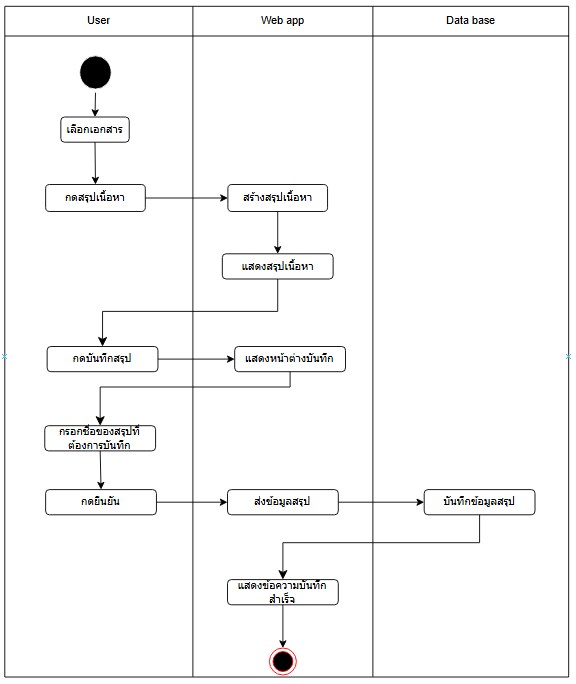 User
Web app
Data base
เลือกเอกสาร
กดสรุปเนื้อหา
สร้างสรุปเนื้อหา
แสดงสรุปเนื้อหา
กดบันทึกสรุป
แสดงหน้าต่างบันทึก
กรอกชื่อของสรุปที่
ต้องการบันทึก
กดยืนยัน
ส่งข้อมูลสรุป
บันทึกข้อมูลสรุป
แสดงข้อความบันทึก
สำเร็จ